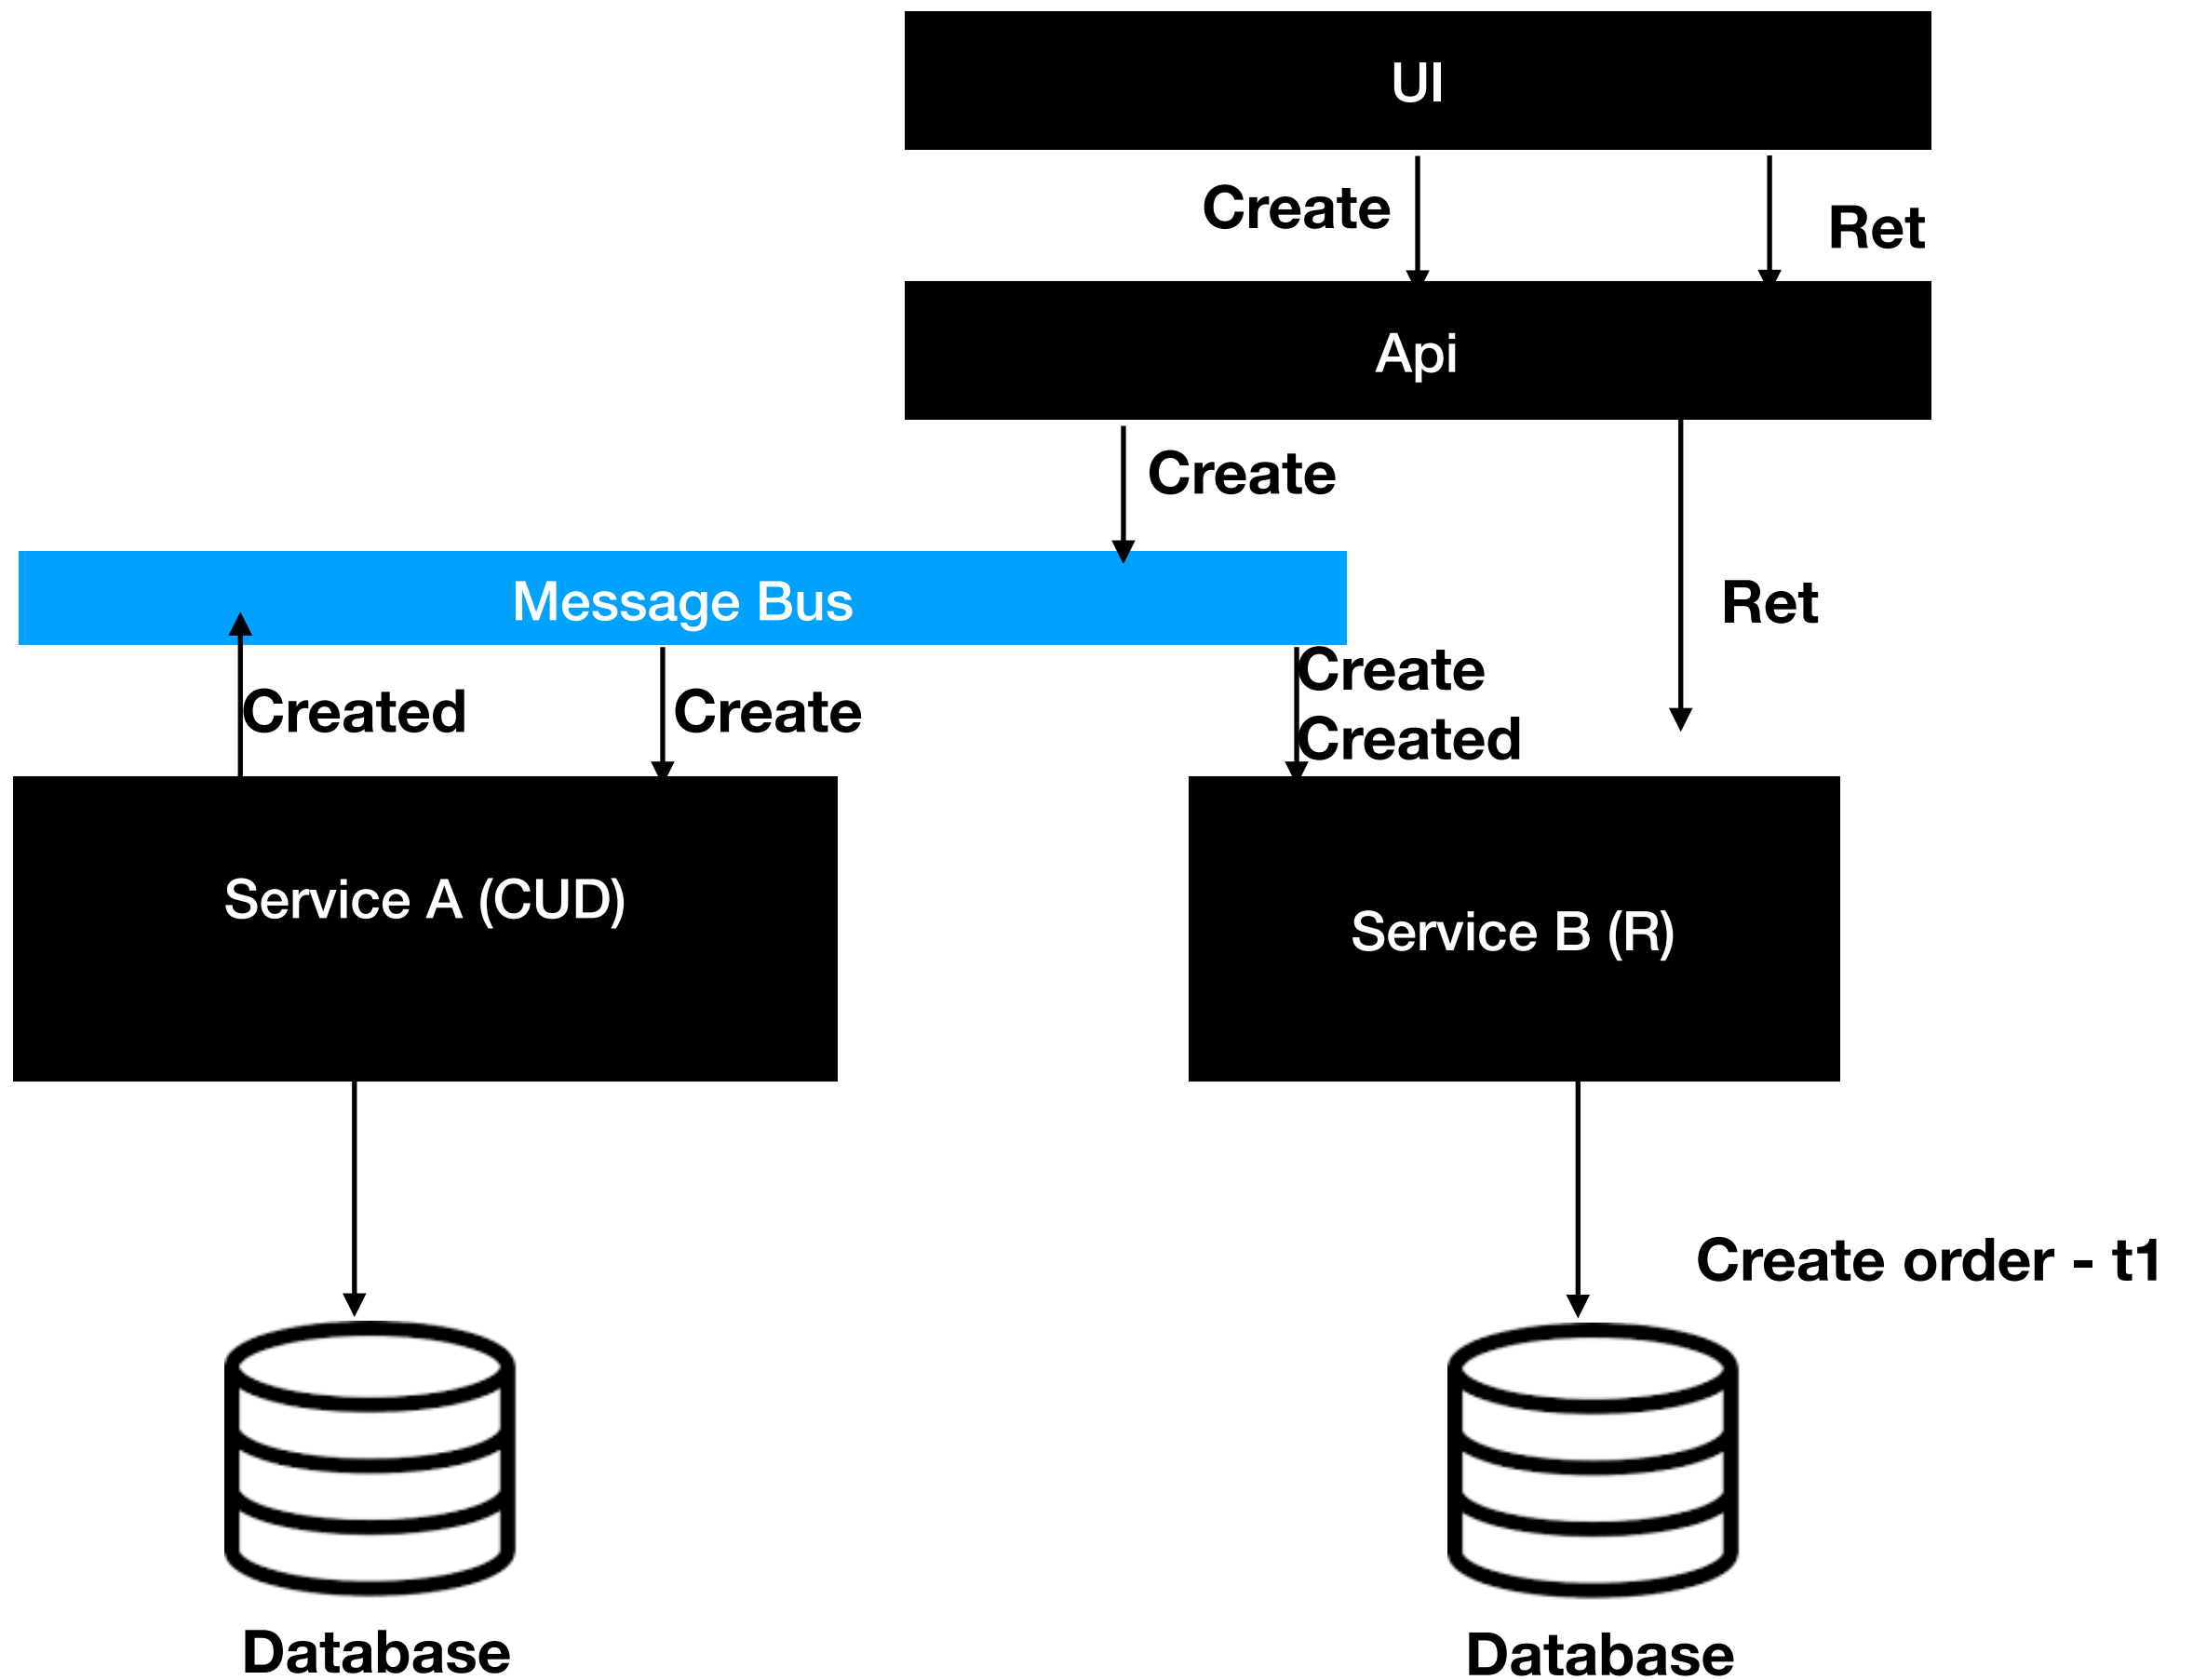 UI
Create
Ret
Api
Create
Message Bus
Ret
Created
Create
Create
Created
Service A (CUD)
Service B (R)
Create order - t1
Database
Database